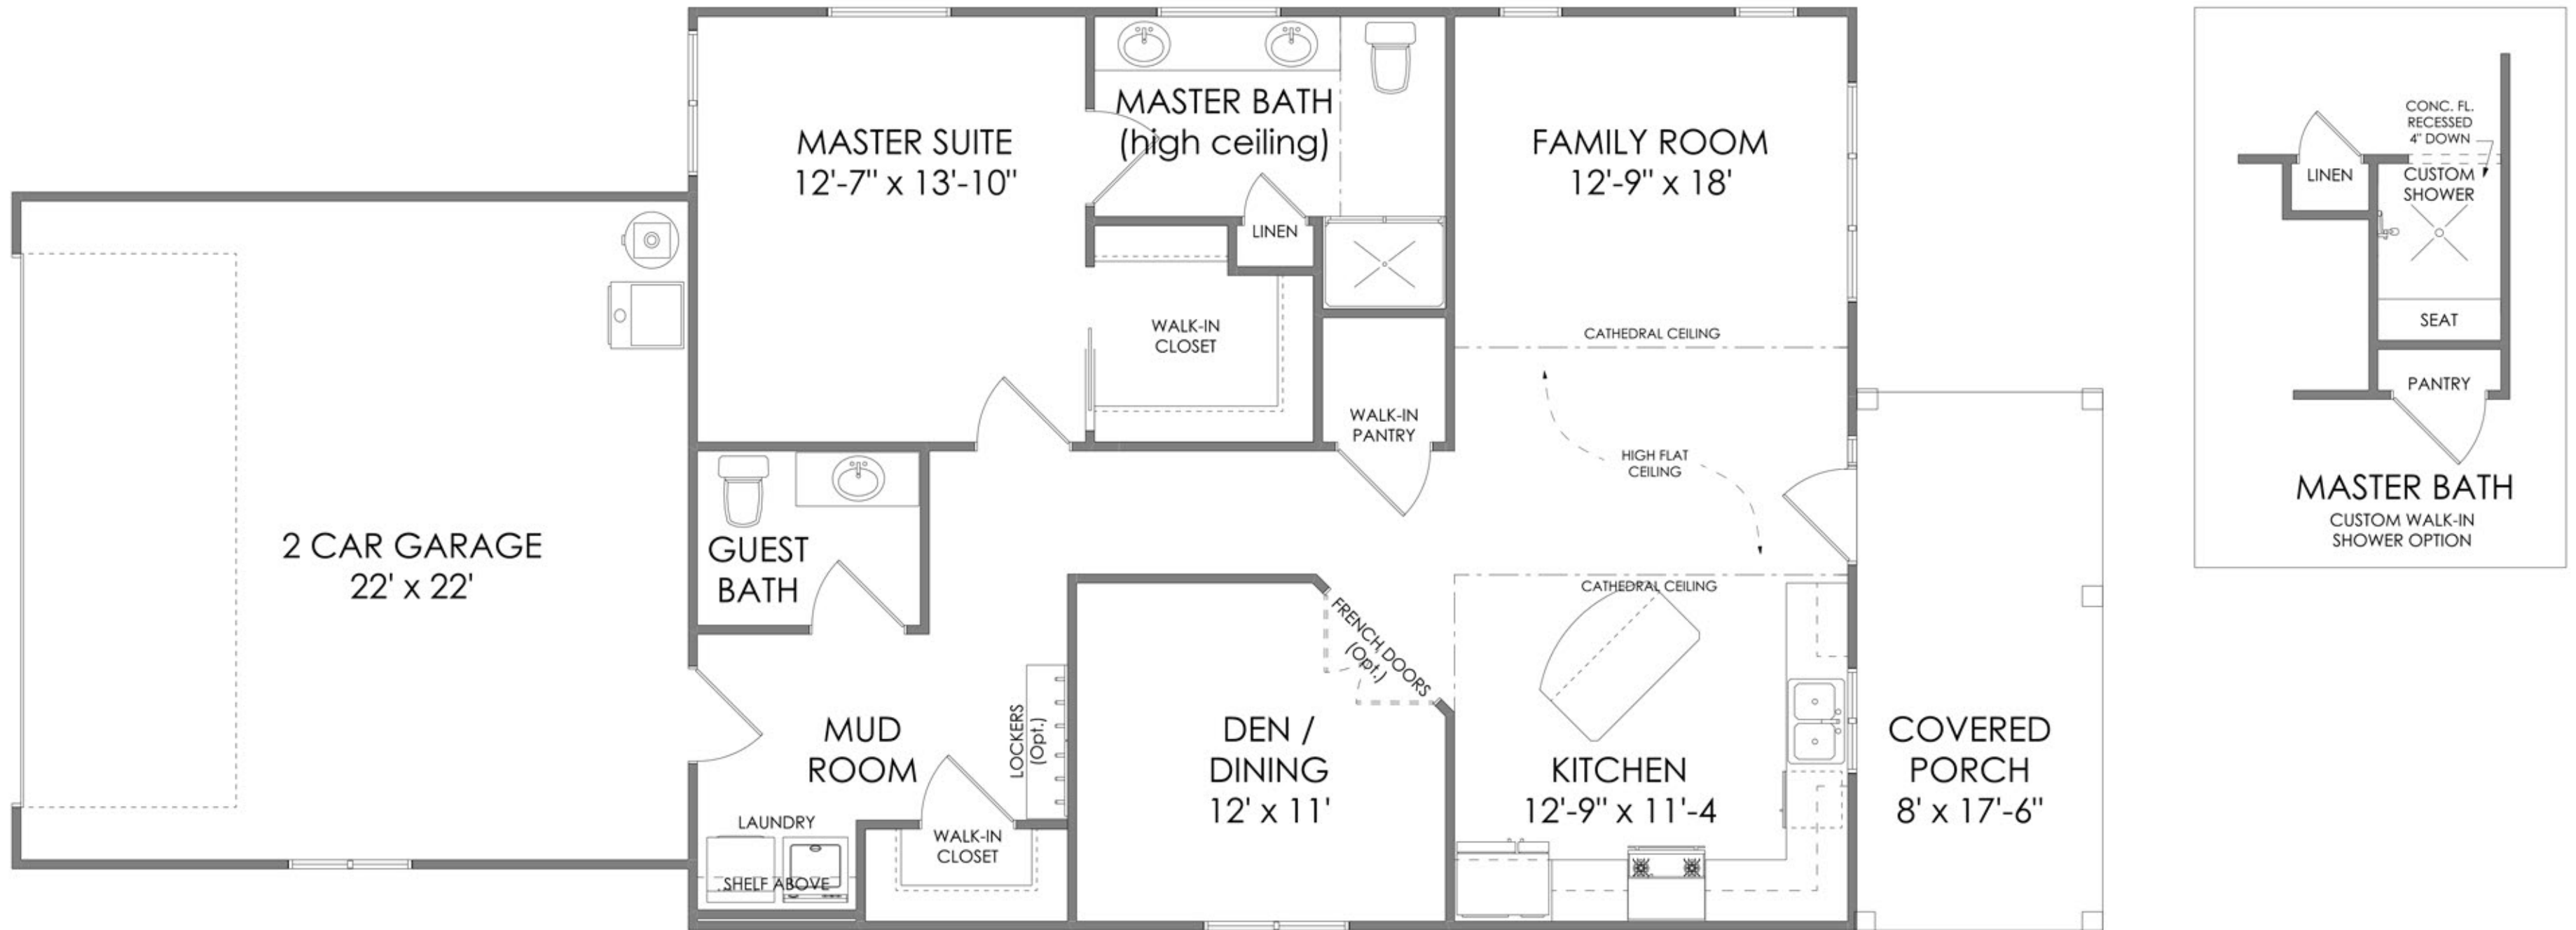 MASTER SUITE
12'-7" x 13'-10"
MASTER BATH
(high ceiling)
LINEN
WALK-IN
CLOSET
WALK-IN
PANTRY
FAMILY ROOM
12'-9" x 18'
CATHEDRAL CEILING
HIGH FLAT
CEILING
CATHEDRAL CEILING
2 CAR GARAGE
22' x 22'
GUEST
BATH
MUD
ROOM
LAUNDRY
SHELF ABOVE
WALK-IN
CLOSET
LOCKERS
(Opt.)
DEN /
DINING
12' x 11'
FRENCH DOORS
(Opt.)
KITCHEN
12'-9" x 11'-4
COVERED
PORCH
8' x 17'-6"
CONC. FL.
RECESSED
4" DOWN
LINEN
CUSTOM
SHOWER
SEAT
PANTRY
MASTER BATH
CUSTOM WALK-IN
SHOWER OPTION